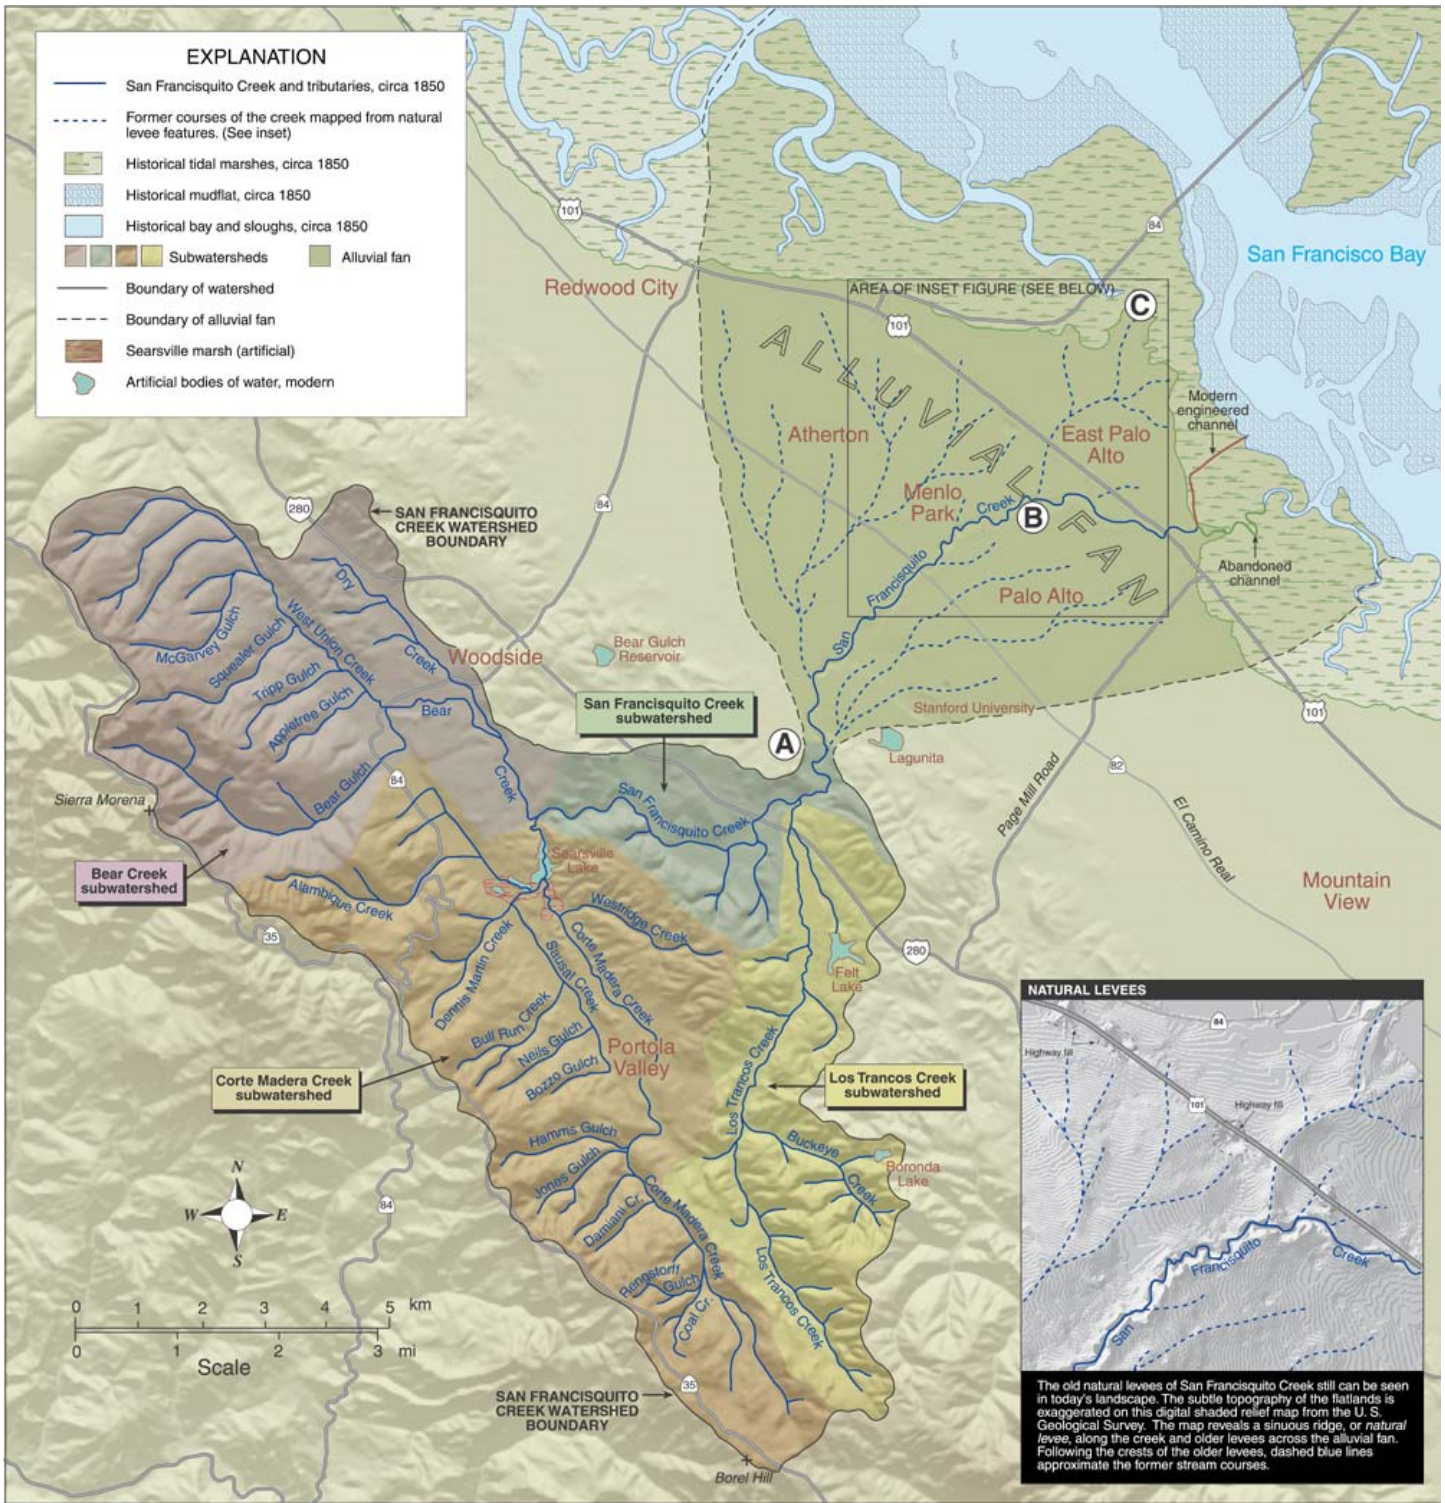 EXPLANATION
San Francisquito Creek and tributaries, circa 1850
Former courses of the creek mapped from natural
levee features. (See inset)
Historical tidal marshes, circa 1850
Historical mudflat, circa 1850
Historical bay and sloughs, circa 1850
Subwatersheds
Alluvial fan
Boundary of watershed
Boundary of alluvial fan
Searsville marsh (artificial)
Artificial bodies of water, modern
101
84
San Francisco Bay
Redwood City
AREA OF INSET FIGURE (SEE BELOW)
C
101
ALLUVIAL FAN
Atherton
East Palo
Alto
Modern
engineered
channel
Menlo
Park
San Francisquito Creek
B
Abandoned
channel
Palo Alto
280
84
SAN FRANCISQUITO
CREEK WATERSHED
BOUNDARY
Dry Creek
West Union Creek
McGarvey Gulch
Squealer Gulch
Tripp Gulch
Appletree Gulch
Bear Gulch
Bear Creek
Woodside
Bear Gulch
Reservoir
San Francisquito Creek
subwatershed
Stanford University
101
A
Lagunita
82
Page Mill Road
El Camino Real
Sierra Morena
84
San Francisquito Creek
Bear Creek
subwatershed
Searsville
Lake
Alambique Creek
Westridge Creek
Mountain
View
35
280
Dennis Martin Creek
Sausal Creek
Corte Madera Creek
Felt
Lake
Bull Run Creek
Neils Gulch
Bozzo Gulch
Portola
Valley
Los Trancos Creek
Corte Madera Creek
subwatershed
Los Trancos Creek
subwatershed
Hamms Gulch
Jones Gulch
Damiani Cr.
Corte Madera Creek
Buckeye Creek
Boronda
Lake
84
N
W
E
S
Rengstorff
Gulch
Coal Cr.
Los Trancos Creek
0 1 2 3 4 5 km
0 1 2 3 mi
Scale
35
SAN FRANCISQUITO
CREEK WATERSHED
BOUNDARY
Borel Hill
NATURAL LEVEES
84
Highway fill
101
Highway fill
San Francisquito Creek
The old natural levees of San Francisquito Creek still can be seen
in today's landscape. The subtle topography of the flatlands is
exaggerated on this digital shaded relief map from the U. S.
Geological Survey. The map reveals a sinuous ridge, or natural
levee, along the creek and older levees across the alluvial fan.
Following the crests of the older levees, dashed blue lines
approximate the former stream courses.